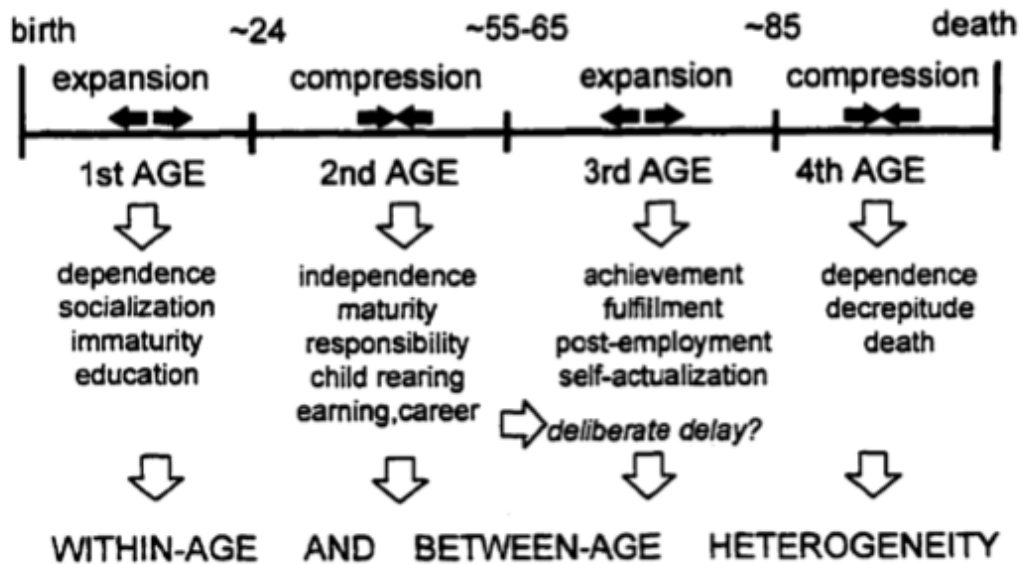 birth ~24 ~55-65 ~85 death
expansion compression expansion compression
1st AGE 2nd AGE 3rd AGE 4th AGE
dependence
socialization
immaturity
education
independence
maturity
responsibility
child rearing
earning,career
achievement
fulfillment
post-employment
self-actualization
deliberate delay?
dependence
decrepitude
death
WITHIN-AGE AND BETWEEN-AGE HETEROGENEITY